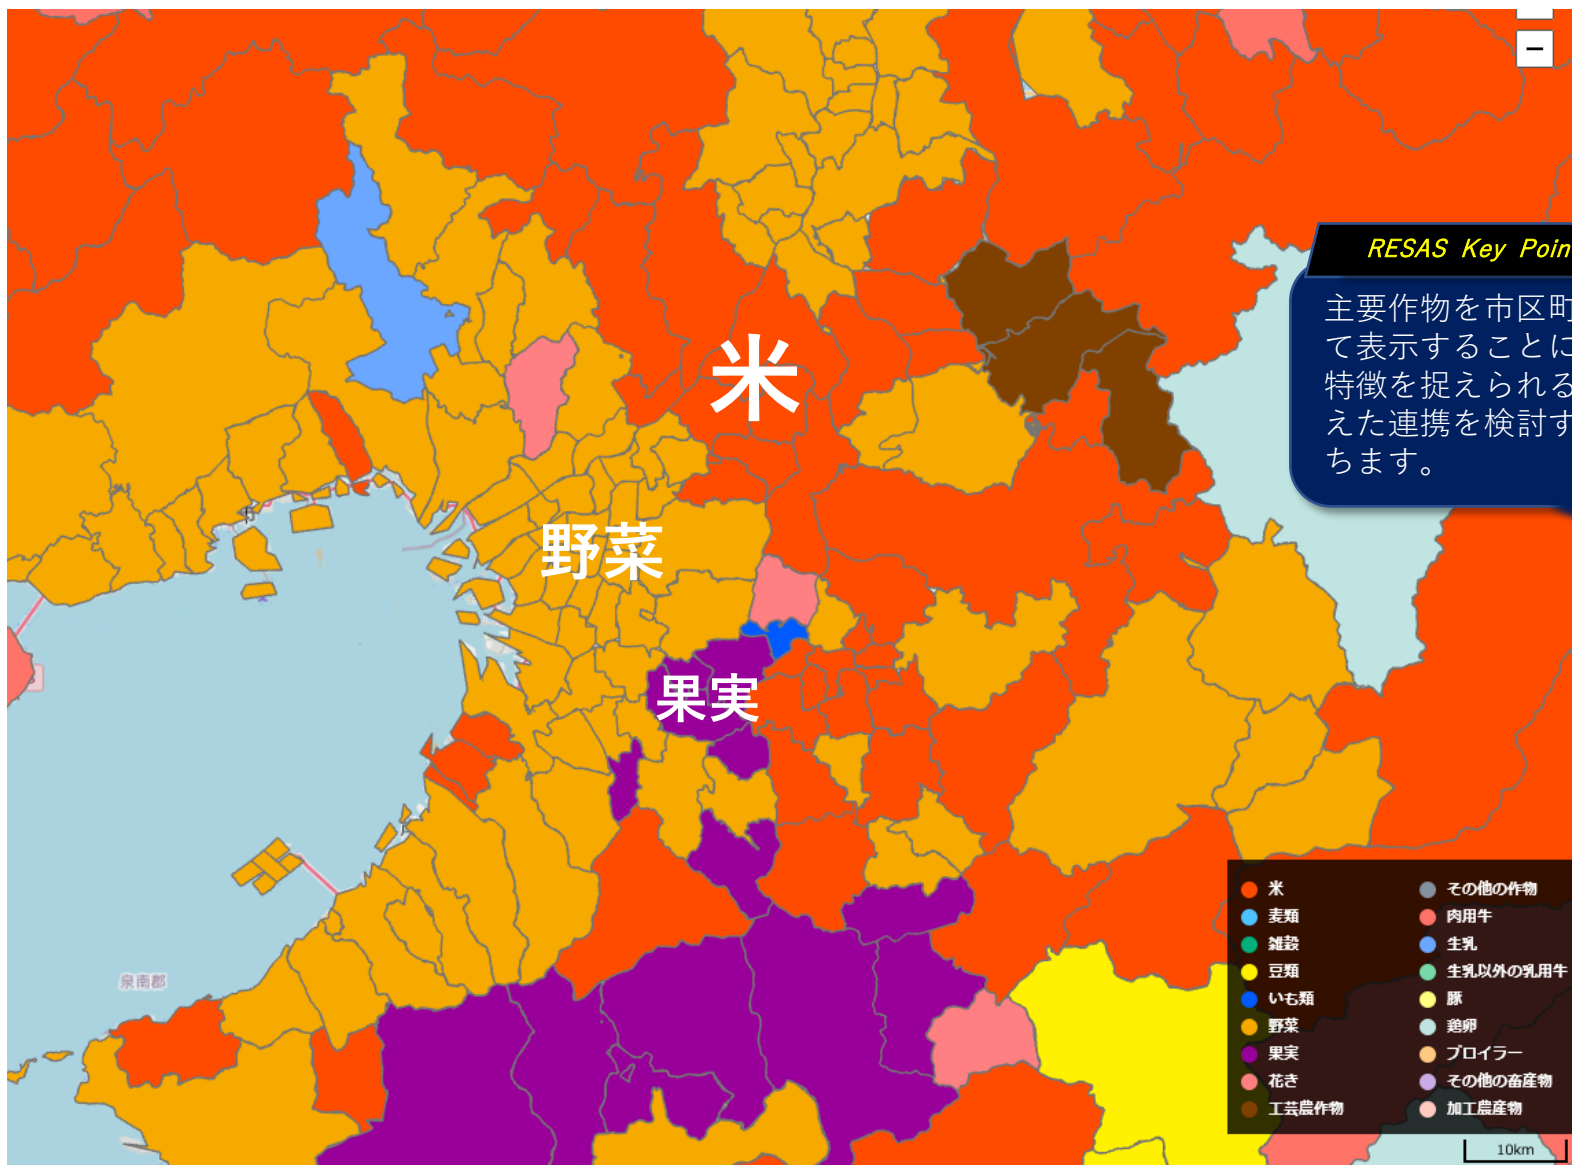 −
RESAS Key Poin
主要作物を市区町
て表示することに
特徴を捉えられる
えた連携を検討す
ちます。
米
野菜
果実
泉南郡
米
麦類
雑穀
豆類
いも類
野菜
果実
花き
工芸農作物
その他の作物
肉用牛
生乳
生乳以外の乳用牛
豚
鶏卵
ブロイラー
その他の畜産物
加工農産物
10km